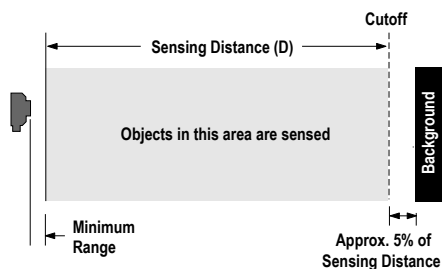 Cutoff
Sensing Distance (D)
Objects in this area are sensed
Background
Minimum
Range
Approx. 5% of
Sensing Distance